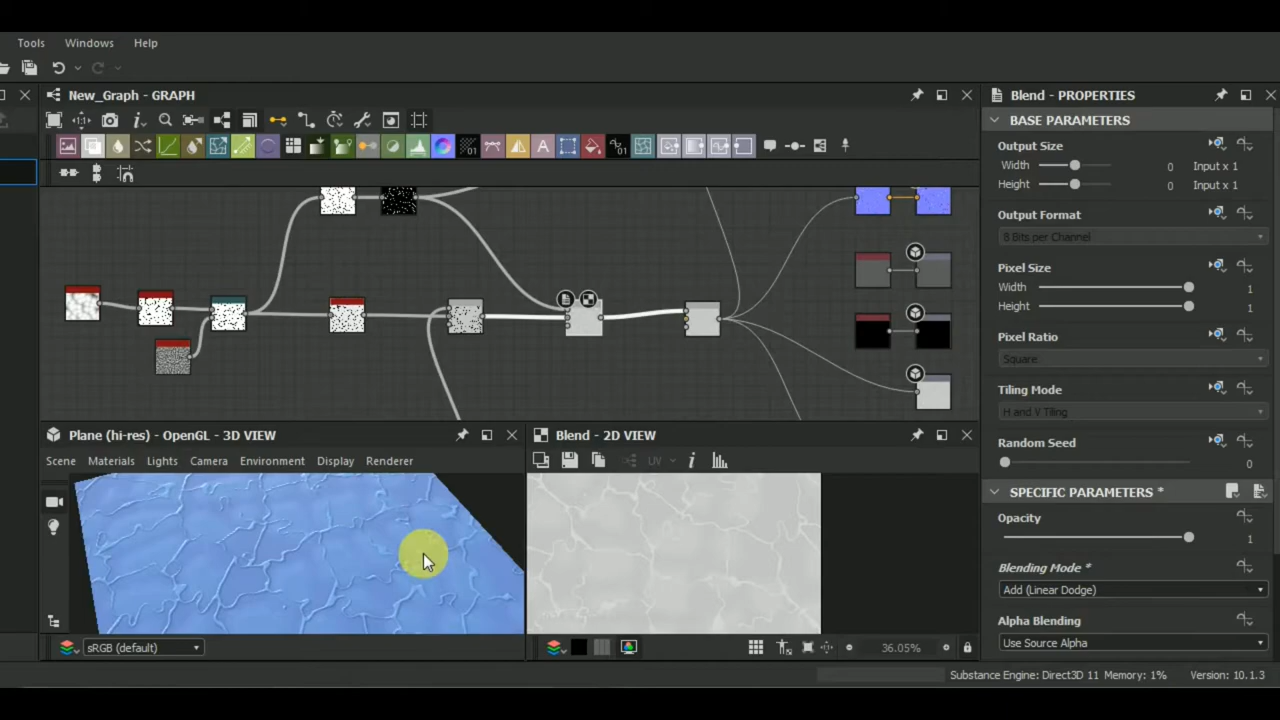 Tools Windows Help
New_Graph - GRAPH
01
A
01
Blend - PROPERTIES
BASE PARAMETERS
Output Size
Width 0 Input x 1
Height 0 Input x 1
Output Format
8 Bits per Channel
Pixel Size
Width 1
Height 1
Pixel Ratio
Square
Tiling Mode
H and V Tiling
Random Seed
0
SPECIFIC PARAMETERS *
Opacity
1
Blending Mode *
Add (Linear Dodge)
Alpha Blending
Use Source Alpha
Plane (hi-res) - OpenGL - 3D VIEW
Scene Materials Lights Camera Environment Display Renderer
sRGB (default)
Blend - 2D VIEW
UV
36.05%
Substance Engine: Direct3D 11 Memory: 1% Version: 10.1.3